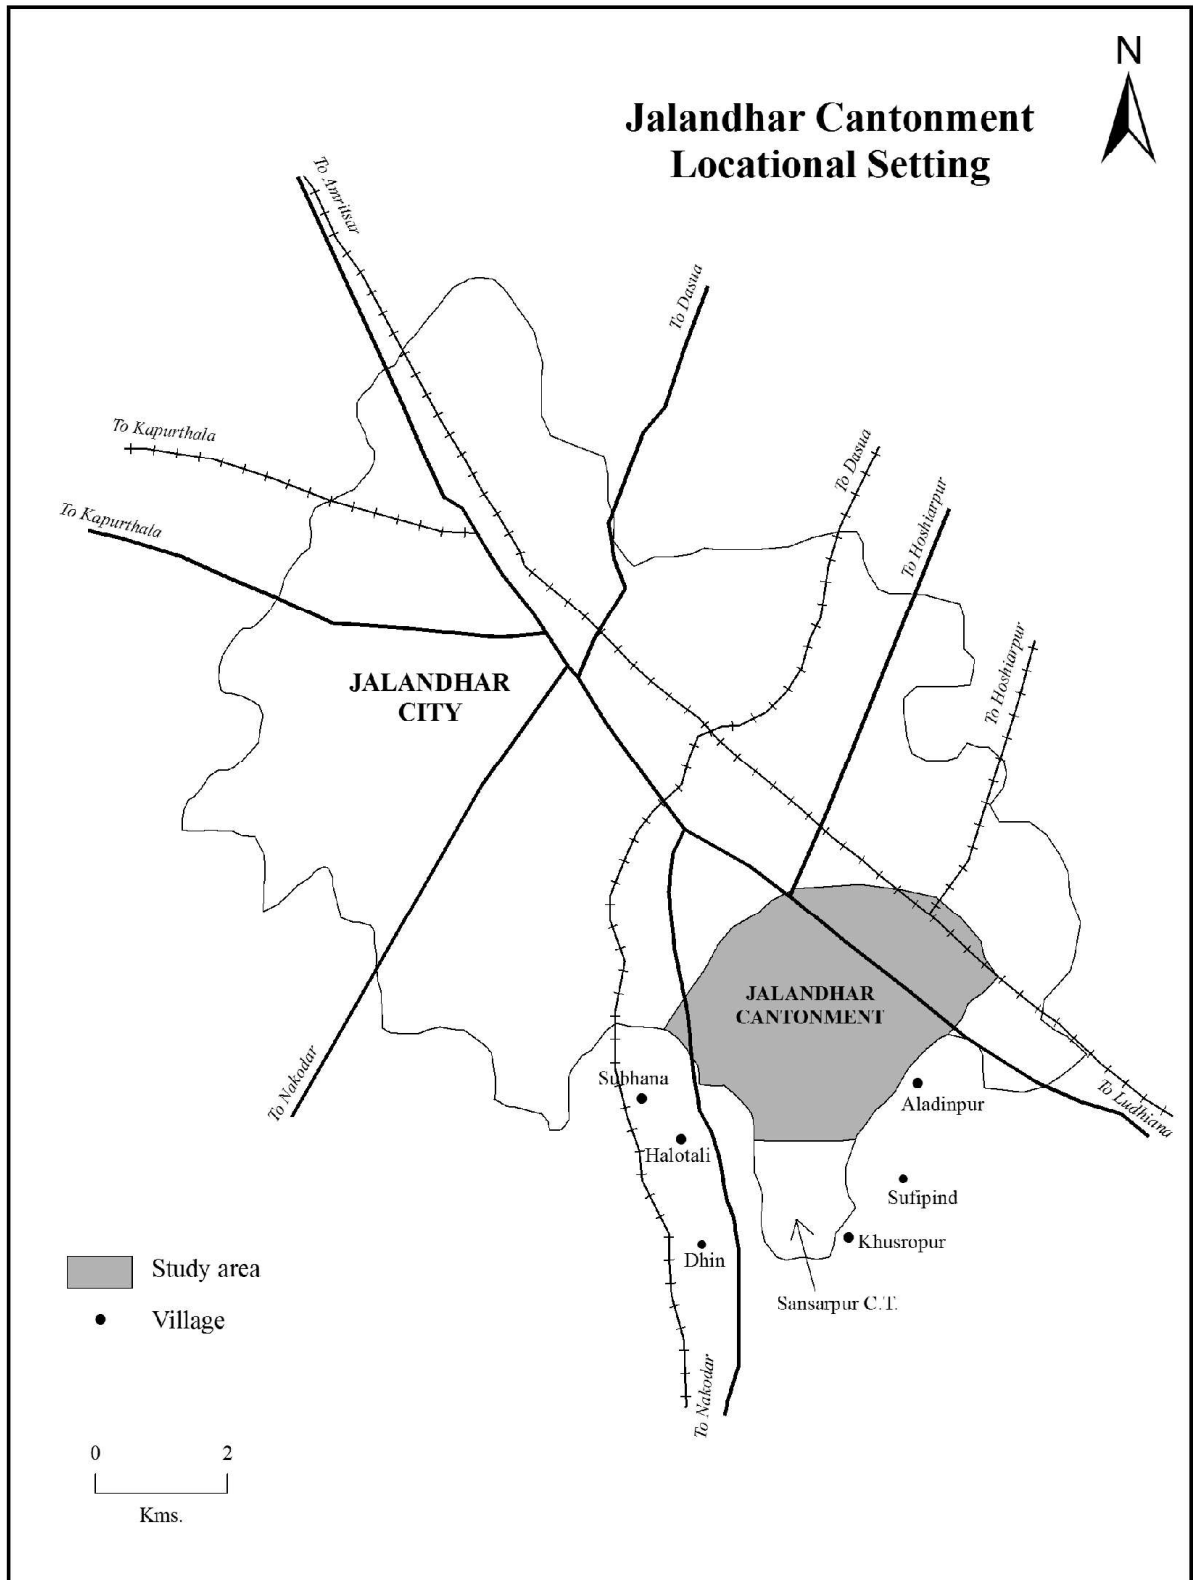 N
Jalandhar Cantonment
Locational Setting
To Amritsar
To Dasua
To Kapurthala
To Dasua
To Kapurthala
To Hoshiarpur
To Hoshiarpur
JALANDHAR
CITY
JALANDHAR
CANTONMENT
To Nakodar
Subhana
Aladinpur
To Ludhiana
Halotali
Sufipind
Khusropur
Dhin
Sansarpur C.T.
To Nakodar
Study area
Village
0 2
Kms.